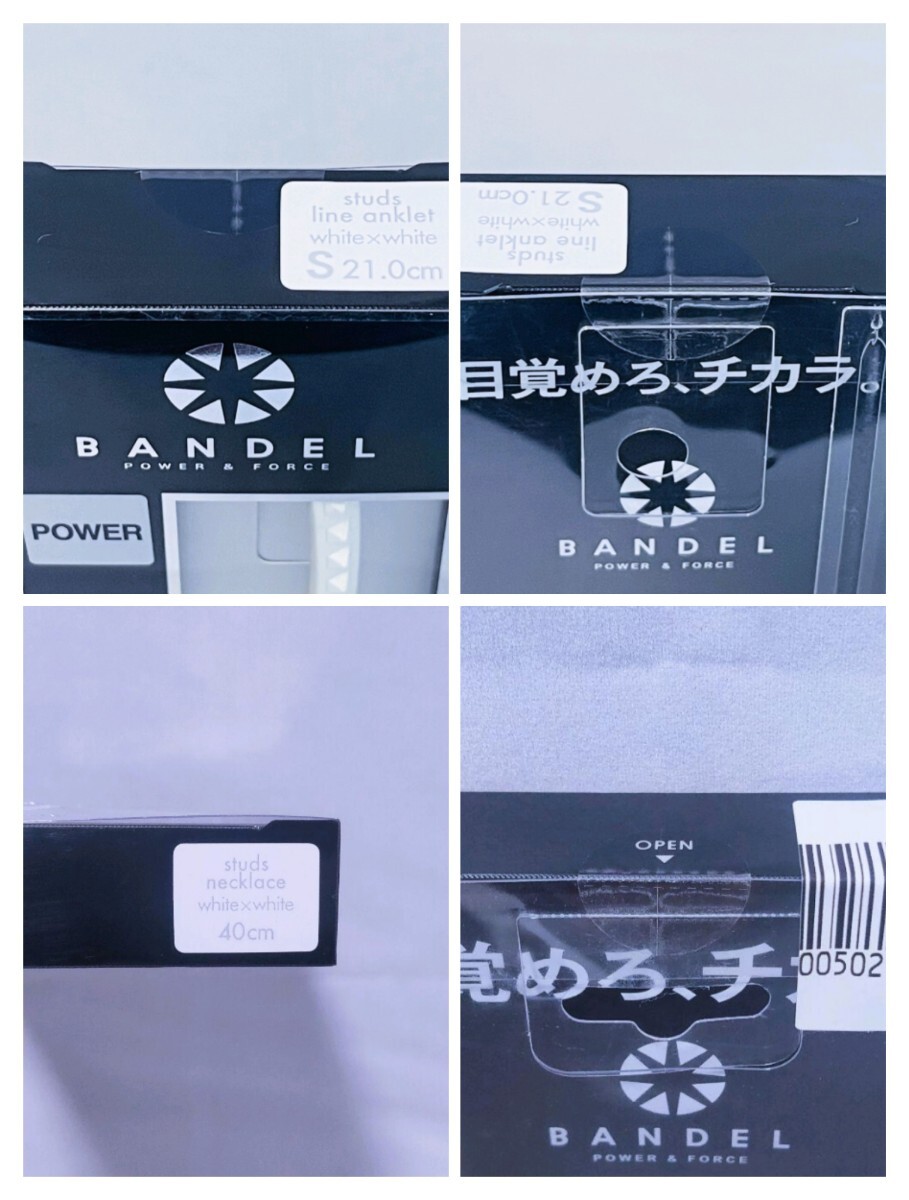 studs
line anklet
white×white
S 21.0cm
BANDEL
POWER & FORCE
POWER
studs
line anklet
white×white
S 21.0cm
目覚めろ、チカラ。
BANDEL
POWER & FORCE
studs
necklace
white×white
40cm
OPEN
覚めろ、チカ
00502
BANDEL
POWER & FORCE